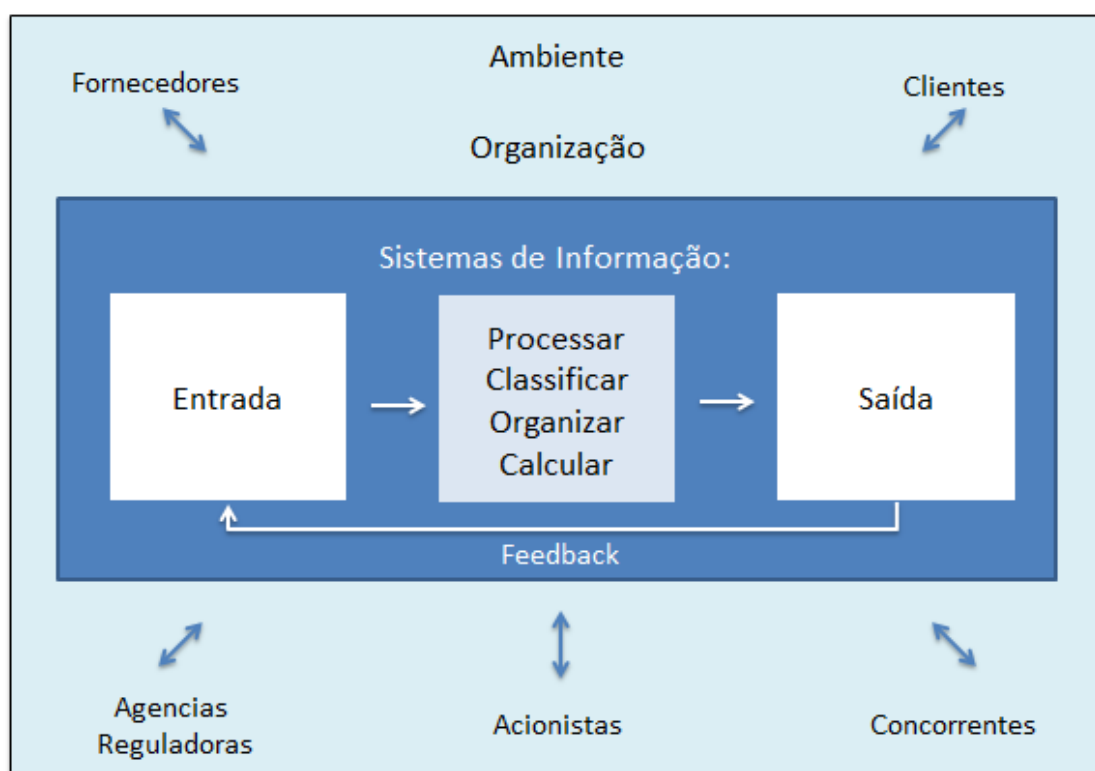 Ambiente
Fornecedores
Clientes
Organização
Sistemas de Informação:
Entrada
Processar
Classificar
Organizar
Calcular
Saída
Feedback
Agencias
Reguladoras
Acionistas
Concorrentes